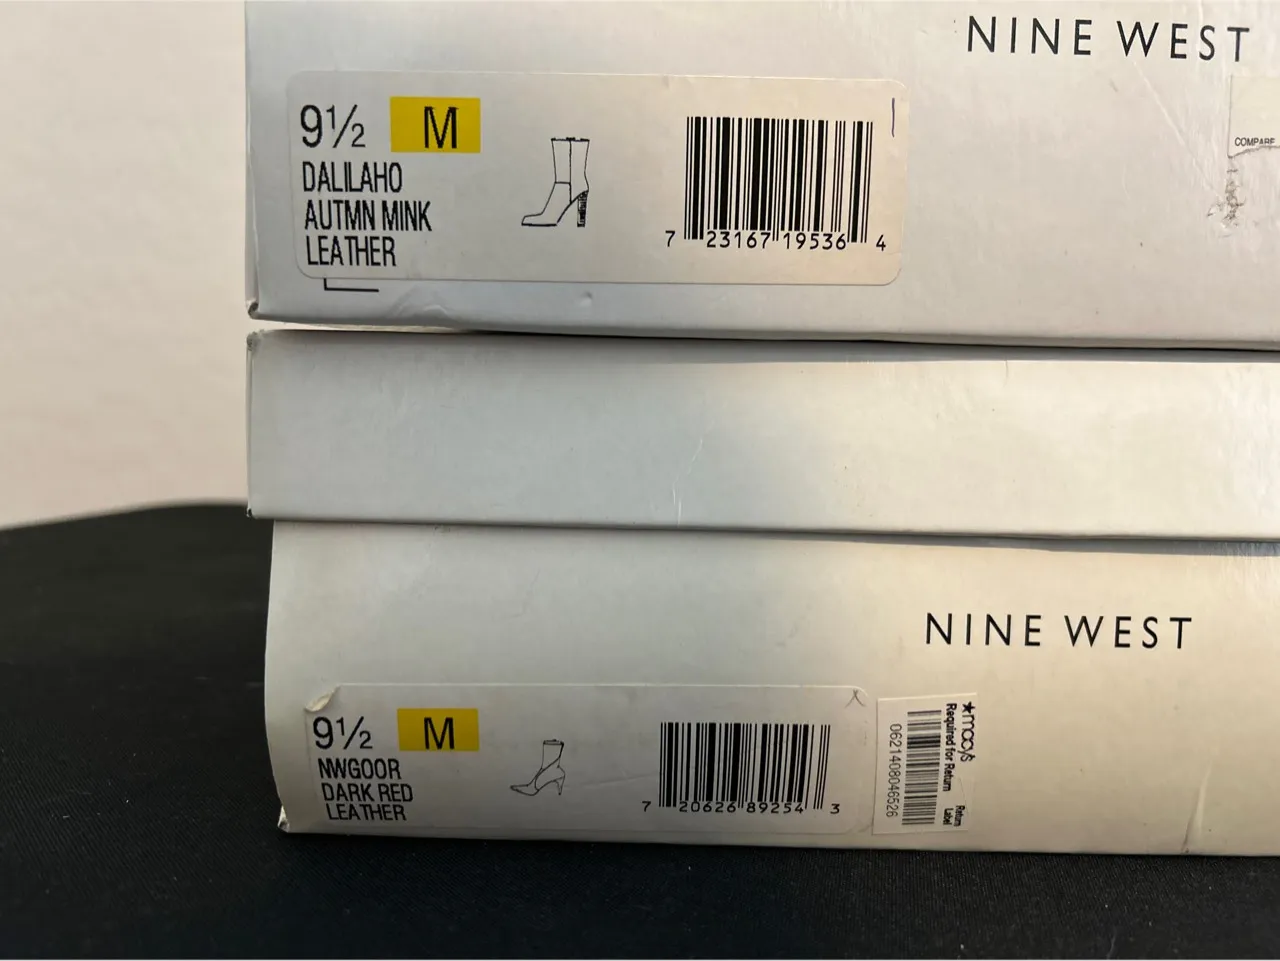 NINE WEST
9½ M
DALILAHO
AUTMN MINK
LEATHER
7 23167 19536 4
COMPARE
NINE WEST
9½ M
NWGOOR
DARK RED
LEATHER
7 20626 89254 3
★macy's
Required for Return
Return
Label
0621408046526